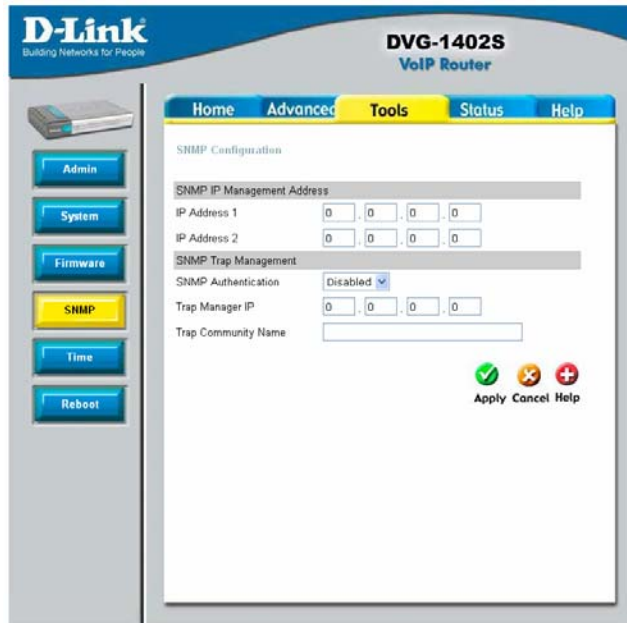 D-Link
Building Networks for People
DVG-1402S
VoIP Router
Home Advanced Tools Status Help
Admin
System
Firmware
SNMP
Time
Reboot
SNMP Configuration
SNMP IP Management Address
IP Address 1 0 . 0 . 0 . 0
IP Address 2 0 . 0 . 0 . 0
SNMP Trap Management
SNMP Authentication Disabled
Trap Manager IP 0 . 0 . 0 . 0
Trap Community Name
Apply Cancel Help